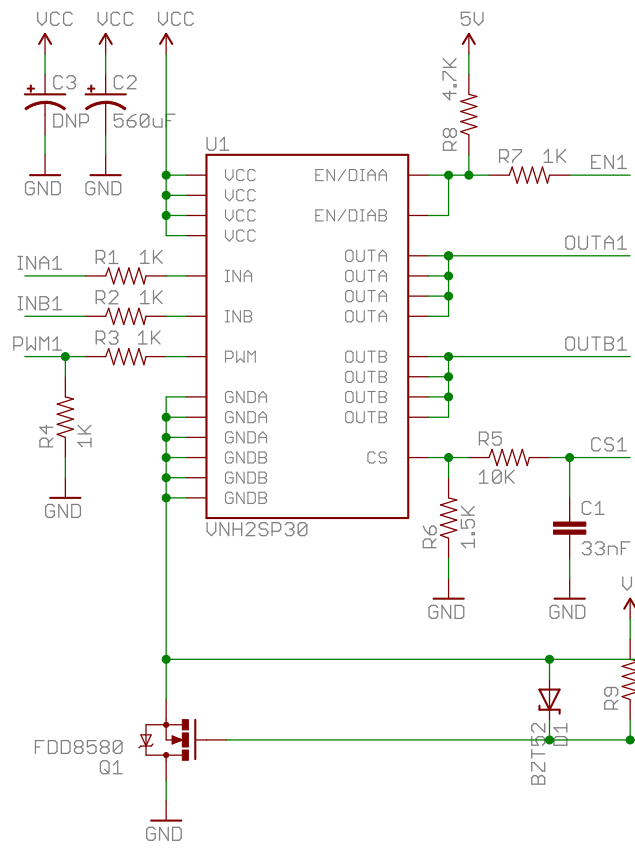 VCC VCC VCC 5V
C3 C2 4.7K
DNP 560uF R8
U1
GND GND
R7 1K EN1
VCC EN/DIAA
VCC
VCC EN/DIAB
VCC
OUTA OUTA1
INA1 R1 1K INA OUTA
OUTA
INB1 R2 1K INB OUTA
PWM1 R3 1K PWM OUTB OUTB1
OUTB
GNDA OUTB
GNDA OUTB
GNDA
R4 1K
GNDB CS R5 10K CS1
GNDB
GNDB
GND
VNH2SP30
R6 1.5K
C1
33nF
GND GND
V
R9
BZT52
D1
FDD8580
Q1
GND